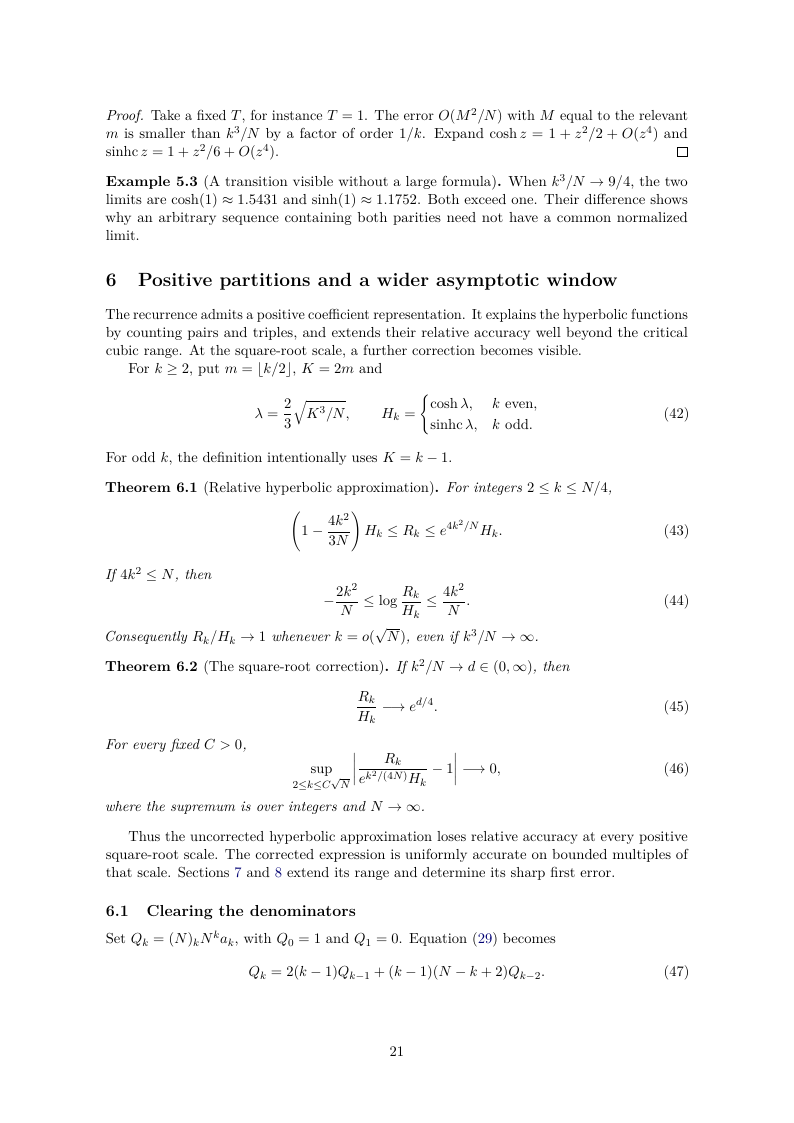 Proof. Take a fixed T, for instance T = 1. The error O(M²/N) with M equal to the relevant
m is smaller than k³/N by a factor of order 1/k. Expand cosh z = 1 + z²/2 + O(z⁴) and
sinhc z = 1 + z²/6 + O(z⁴). □
Example 5.3 (A transition visible without a large formula). When k³/N → 9/4, the two
limits are cosh(1) ≈ 1.5431 and sinh(1) ≈ 1.1752. Both exceed one. Their difference shows
why an arbitrary sequence containing both parities need not have a common normalized
limit.
6 Positive partitions and a wider asymptotic window
The recurrence admits a positive coefficient representation. It explains the hyperbolic functions
by counting pairs and triples, and extends their relative accuracy well beyond the critical
cubic range. At the square-root scale, a further correction becomes visible.
For k ≥ 2, put m = ⌊k/2⌋, K = 2m and
λ = 2/3 √(K³/N), H_k = { cosh λ, k even, sinhc λ, k odd. (42)
For odd k, the definition intentionally uses K = k − 1.
Theorem 6.1 (Relative hyperbolic approximation). For integers 2 ≤ k ≤ N/4,
(1 − 4k²/3N) H_k ≤ R_k ≤ e^{4k²/N} H_k. (43)
If 4k² ≤ N, then
−2k²/N ≤ log R_k/H_k ≤ 4k²/N. (44)
Consequently R_k/H_k → 1 whenever k = o(√N), even if k³/N → ∞.
Theorem 6.2 (The square-root correction). If k²/N → d ∈ (0, ∞), then
R_k/H_k ⟶ e^{d/4}. (45)
For every fixed C > 0,
sup_{2≤k≤C√N} | R_k/(e^{k²/(4N)} H_k) − 1 | ⟶ 0, (46)
where the supremum is over integers and N → ∞.
Thus the uncorrected hyperbolic approximation loses relative accuracy at every positive
square-root scale. The corrected expression is uniformly accurate on bounded multiples of
that scale. Sections 7 and 8 extend its range and determine its sharp first error.
6.1 Clearing the denominators
Set Q_k = (N)_k N^k a_k, with Q_0 = 1 and Q_1 = 0. Equation (29) becomes
Q_k = 2(k − 1)Q_{k−1} + (k − 1)(N − k + 2)Q_{k−2}. (47)
21